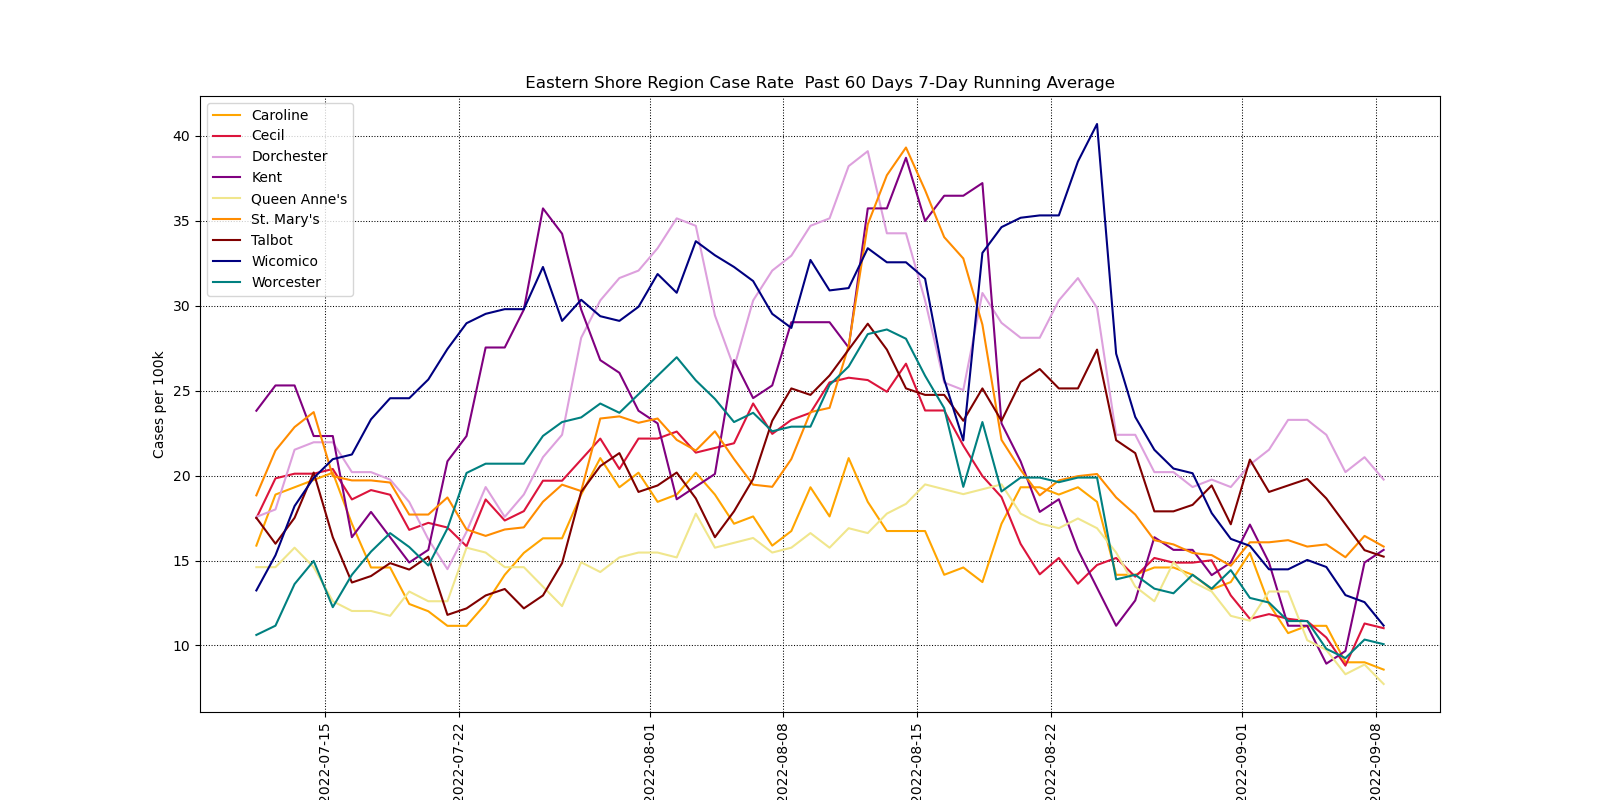 Eastern Shore Region Case Rate  Past 60 Days 7-Day Running Average
Caroline
Cecil
Dorchester
Kent
Queen Anne's
St. Mary's
Talbot
Wicomico
Worcester
Cases per 100k
40
35
30
25
20
15
10
2022-07-15
2022-07-22
2022-08-01
2022-08-08
2022-08-15
2022-08-22
2022-09-01
2022-09-08